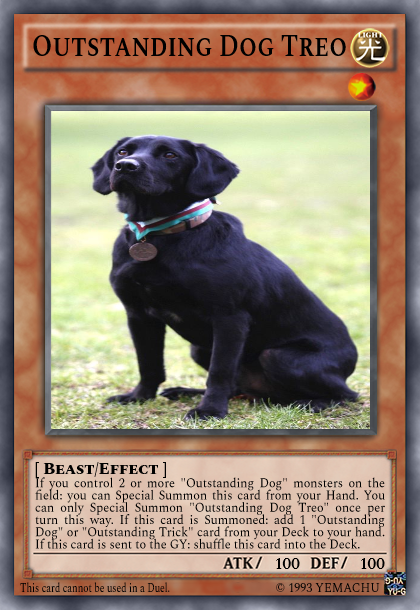 OUTSTANDING DOG TREO
LIGHT
光
[ BEAST/EFFECT ]
If you control 2 or more "Outstanding Dog" monsters on the
field: you can Special Summon this card from your Hand. You
can only Special Summon "Outstanding Dog Treo" once per
turn this way. If this card is Summoned: add 1 "Outstanding
Dog" or "Outstanding Trick" card from your Deck to your hand.
If this card is sent to the GY: shuffle this card into the Deck.
ATK/ 100 DEF/ 100
This card cannot be used in a Duel.
© 1993 YEMACHU